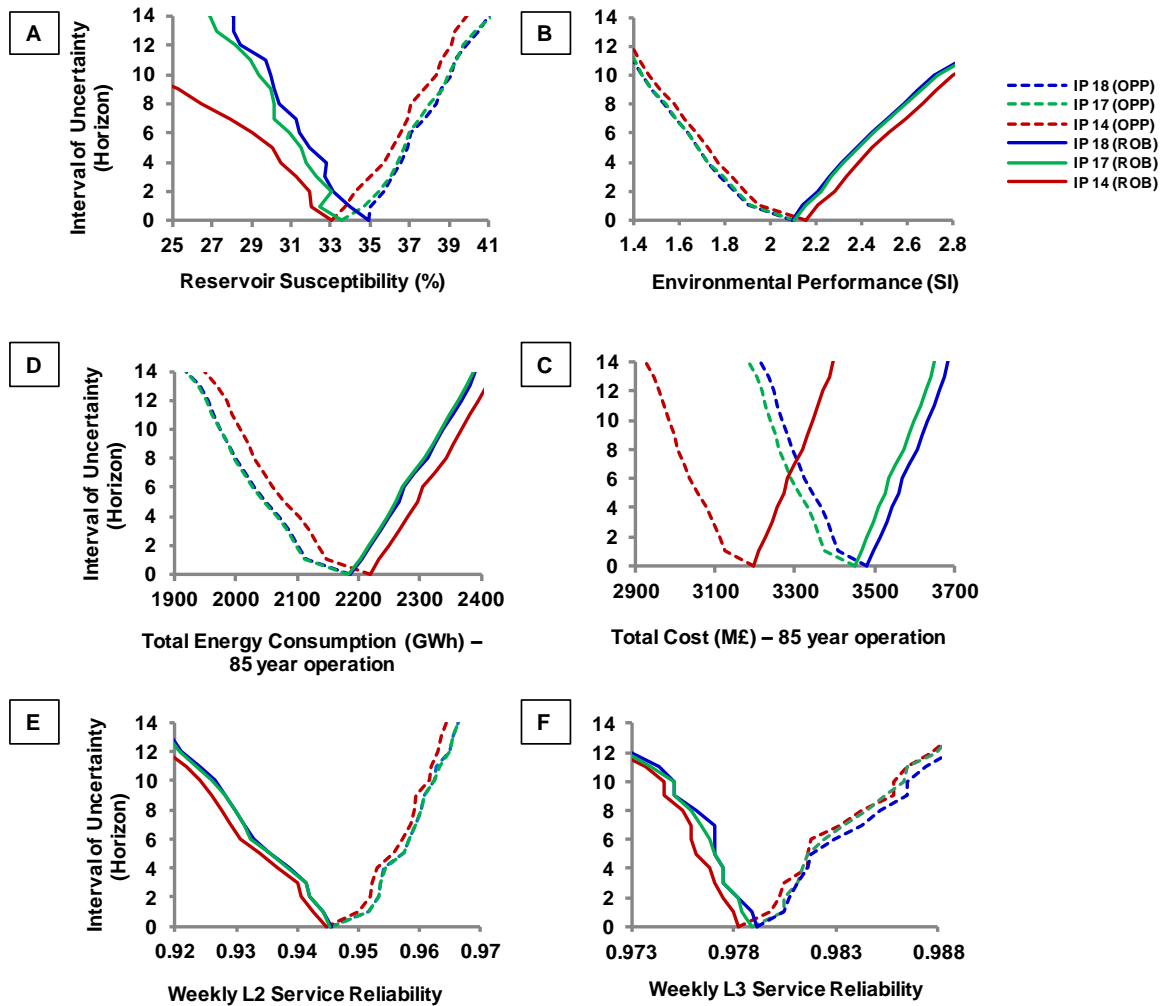 A
Interval of Uncertainty
(Horizon)
14
12
10
8
6
4
2
0
25 27 29 31 33 35 37 39 41
Reservoir Susceptibility (%)
B
14
12
10
8
6
4
2
0
1.4 1.6 1.8 2 2.2 2.4 2.6 2.8
Environmental Performance (SI)
IP 18 (OPP)
IP 17 (OPP)
IP 14 (OPP)
IP 18 (ROB)
IP 17 (ROB)
IP 14 (ROB)
D
Interval of Uncertainty
(Horizon)
14
12
10
8
6
4
2
0
1900 2000 2100 2200 2300 2400
Total Energy Consumption (GWh) –
85 year operation
C
14
12
10
8
6
4
2
0
2900 3100 3300 3500 3700
Total Cost (M£) – 85 year operation
E
Interval of Uncertainty
(Horizon)
14
12
10
8
6
4
2
0
0.92 0.93 0.94 0.95 0.96 0.97
Weekly L2 Service Reliability
F
14
12
10
8
6
4
2
0
0.973 0.978 0.983 0.988
Weekly L3 Service Reliability